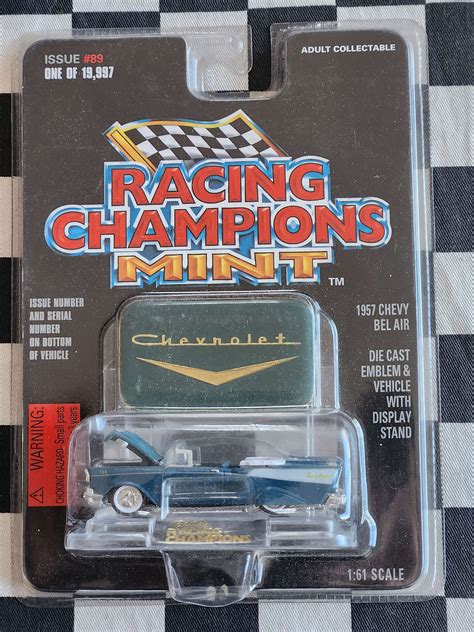 ISSUE #89
ONE OF 19,997
ADULT COLLECTABLE
RACING
CHAMPIONS
MINT TM
ISSUE NUMBER
AND SERIAL
NUMBER
ON BOTTOM
OF VEHICLE
Chevrolet
1957 CHEVY
BEL AIR
DIE CAST
EMBLEM &
VEHICLE
WITH
DISPLAY
STAND
WARNING:
CHOKING HAZARD-Small parts
years
CHAMPIONS
1:61 SCALE